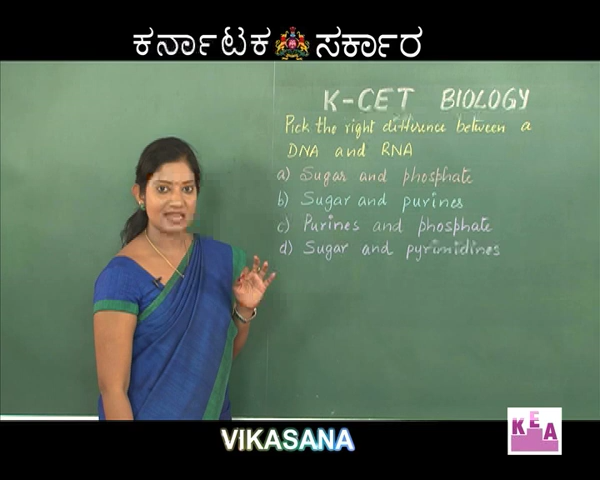 ಕರ್ನಾಟಕ ಸರ್ಕಾರ
K-CET BIOLOGY
Pick the right difference between a
DNA and RNA
a) Sugar and phosphate
b) Sugar and purines
c) Purines and phosphate
d) Sugar and pyrimidines
VIKASANA
KEA